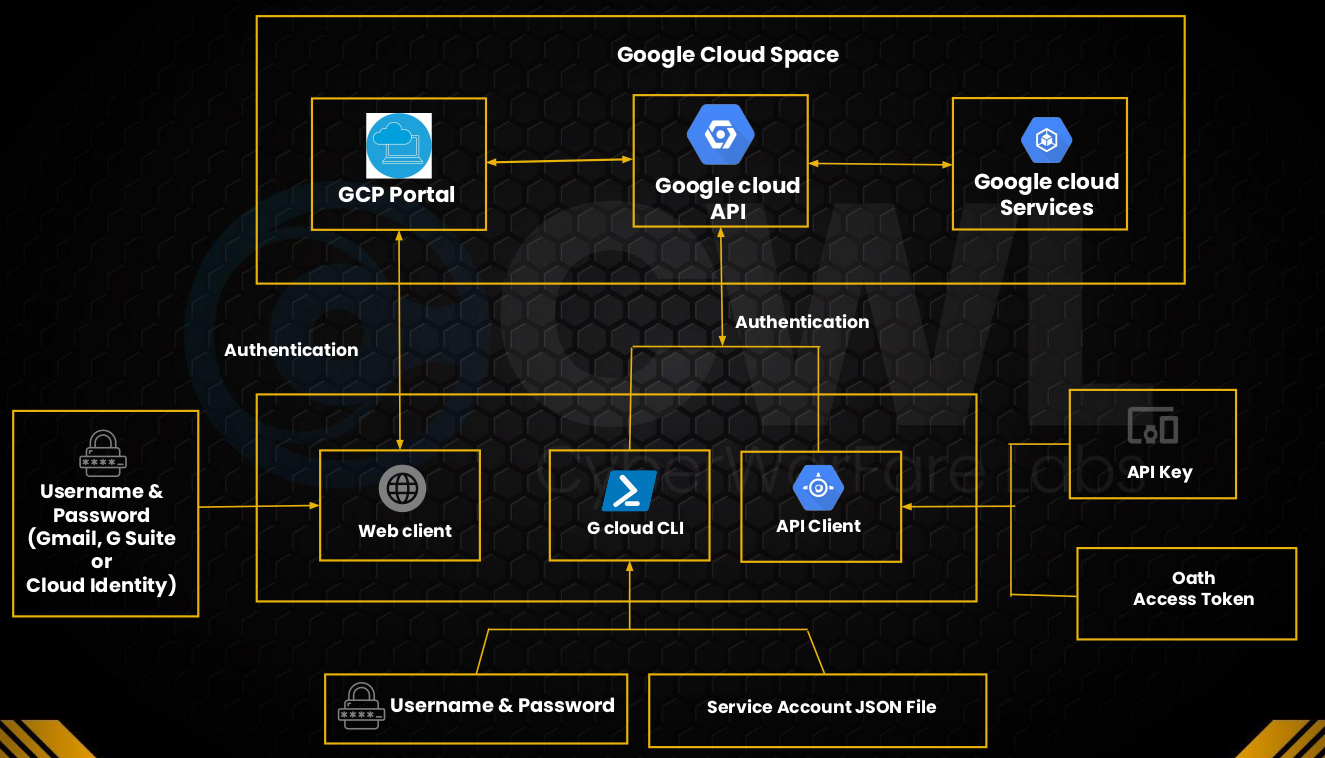 Google Cloud Space
GCP Portal
Google cloud
API
Google cloud
Services
Authentication
Authentication
CWL
CyberWarFare Labs
****_
Username &
Password
(Gmail, G Suite
or
Cloud Identity)
Web client
G cloud CLI
API Client
API Key
Oath
Access Token
****_
Username & Password
Service Account JSON File